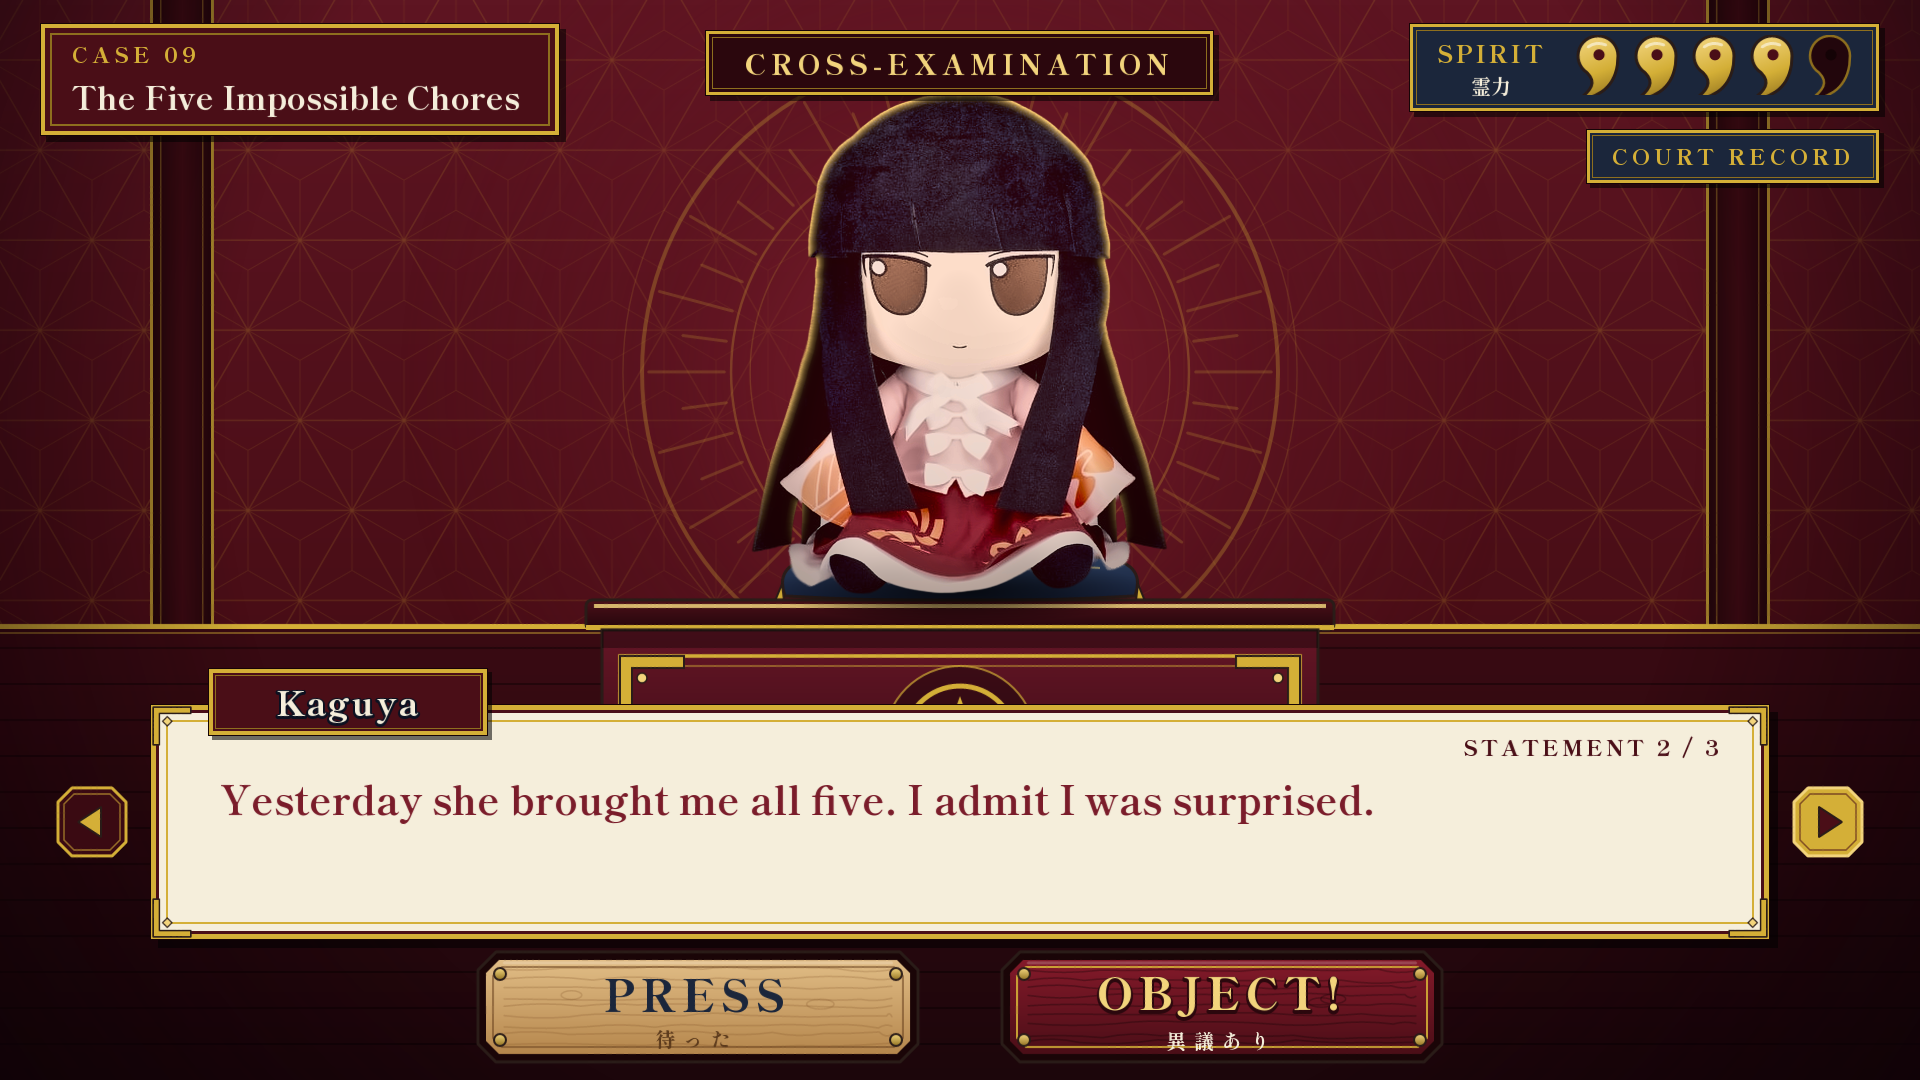 CASE 09
The Five Impossible Chores
CROSS-EXAMINATION
SPIRIT
霊力
COURT RECORD
Kaguya
STATEMENT 2 / 3
Yesterday she brought me all five. I admit I was surprised.
PRESS
待った
OBJECT!
異議あり